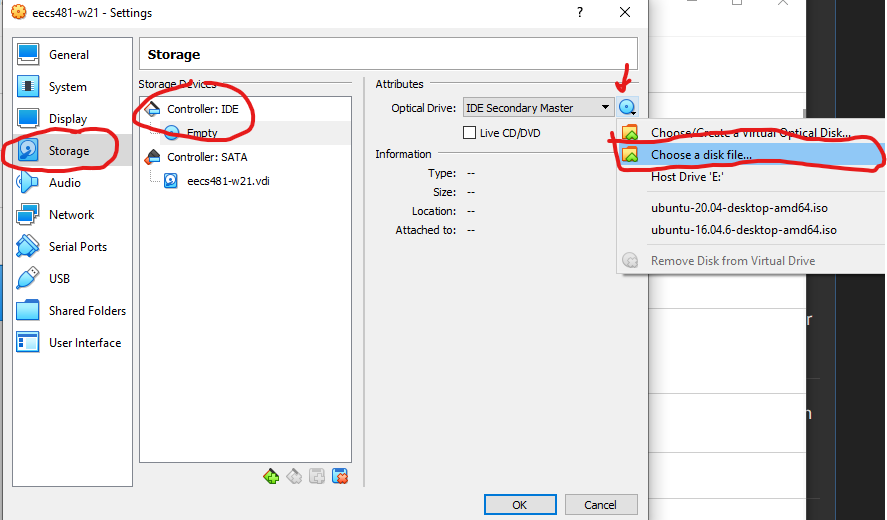 eecs481-w21 - Settings
?
General
System
Display
Storage
Audio
Network
Serial Ports
USB
Shared Folders
User Interface
Storage
Storage Devices
Controller: IDE
Empty
Controller: SATA
eecs481-w21.vdi
Attributes
Optical Drive: IDE Secondary Master
Live CD/DVD
Information
Type: --
Size: --
Location: --
Attached to: --
Choose/Create a Virtual Optical Disk...
Choose a disk file...
Host Drive 'E:'
ubuntu-20.04-desktop-amd64.iso
ubuntu-16.04.6-desktop-amd64.iso
Remove Disk from Virtual Drive
OK
Cancel